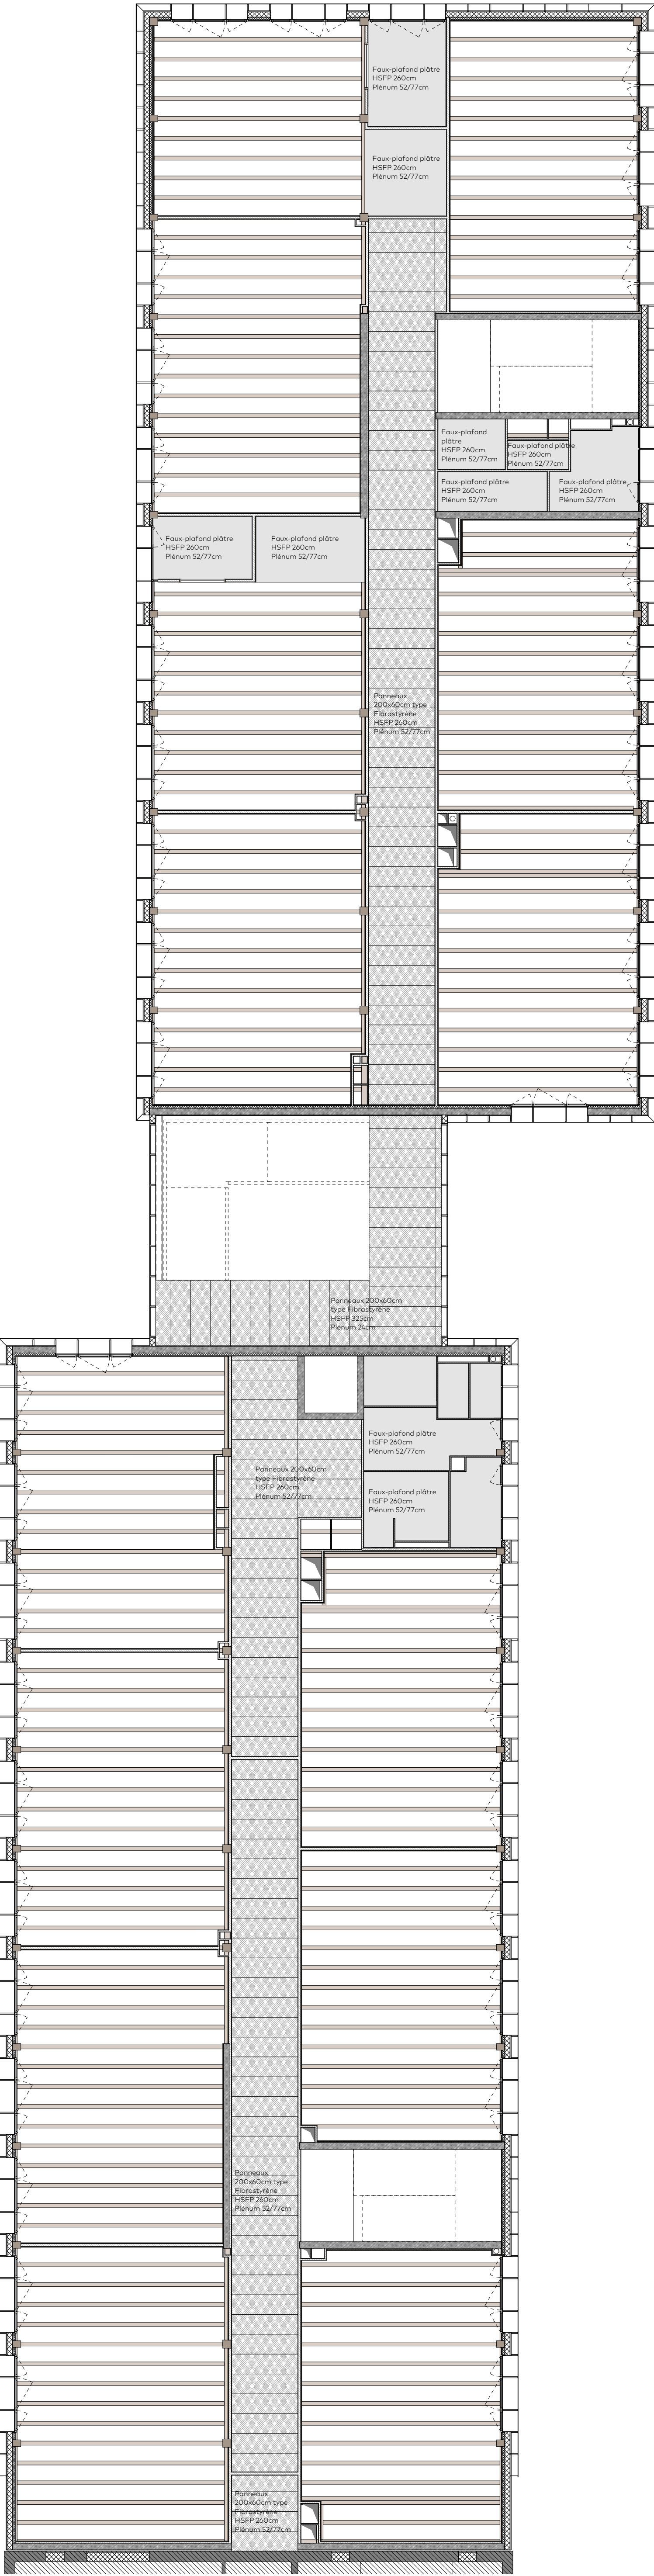 Faux-plafond plâtre
HSFP 260cm
Plénum 52/77cm
Faux-plafond plâtre
HSFP 260cm
Plénum 52/77cm
Faux-plafond
plâtre
HSFP 260cm
Plénum 52/77cm
Faux-plafond plâtre
HSFP 260cm
Plénum 52/77cm
Faux-plafond plâtre
HSFP 260cm
Plénum 52/77cm
Faux-plafond plâtre
HSFP 260cm
Plénum 52/77cm
Faux-plafond plâtre
HSFP 260cm
Plénum 52/77cm
Faux-plafond plâtre
HSFP 260cm
Plénum 52/77cm
Panneaux
200x60cm type
Fibrastyrène
HSFP 260cm
Plénum 52/77cm
Panneaux 200x60cm
type Fibrastyrène
HSFP 325cm
Plénum 24cm
Faux-plafond plâtre
HSFP 260cm
Plénum 52/77cm
Panneaux 200x60cm
type Fibrastyrène
HSFP 260cm
Plénum 52/77cm
Faux-plafond plâtre
HSFP 260cm
Plénum 52/77cm
Panneaux
200x60cm type
Fibrastyrène
HSFP 260cm
Plénum 52/77cm
Panneaux
200x60cm type
Fibrastyrène
HSFP 260cm
Plénum 52/77cm